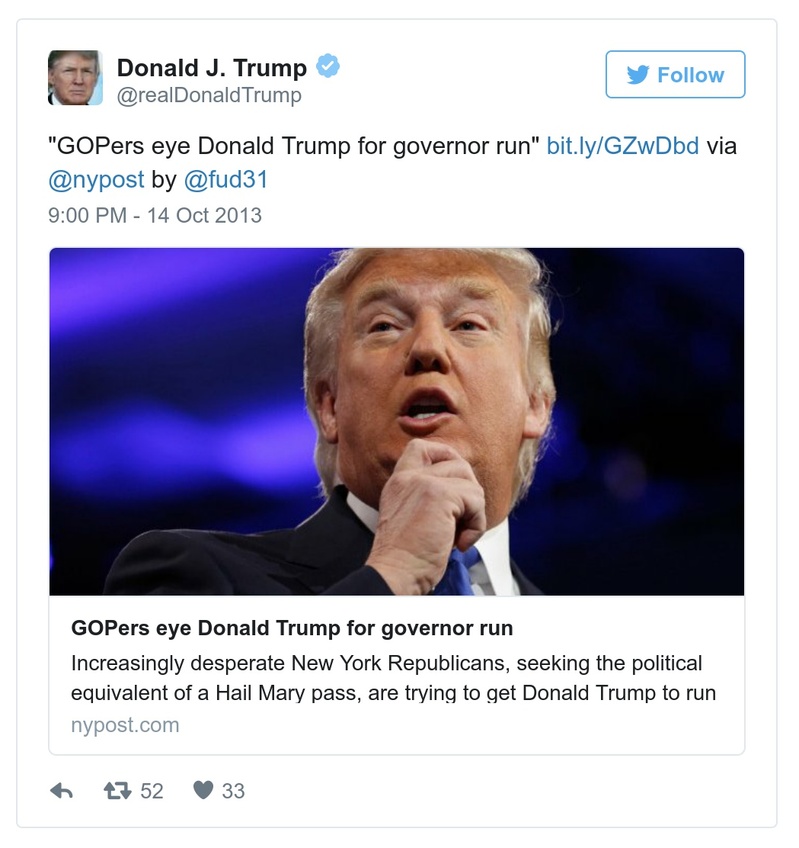 Donald J. Trump
Follow
@realDonaldTrump
"GOPers eye Donald Trump for governor run" bit.ly/GZwDbd via
@nypost by @fud31
9:00 PM - 14 Oct 2013
GOPers eye Donald Trump for governor run
Increasingly desperate New York Republicans, seeking the political
equivalent of a Hail Mary pass, are trying to get Donald Trump to run
nypost.com
52 33